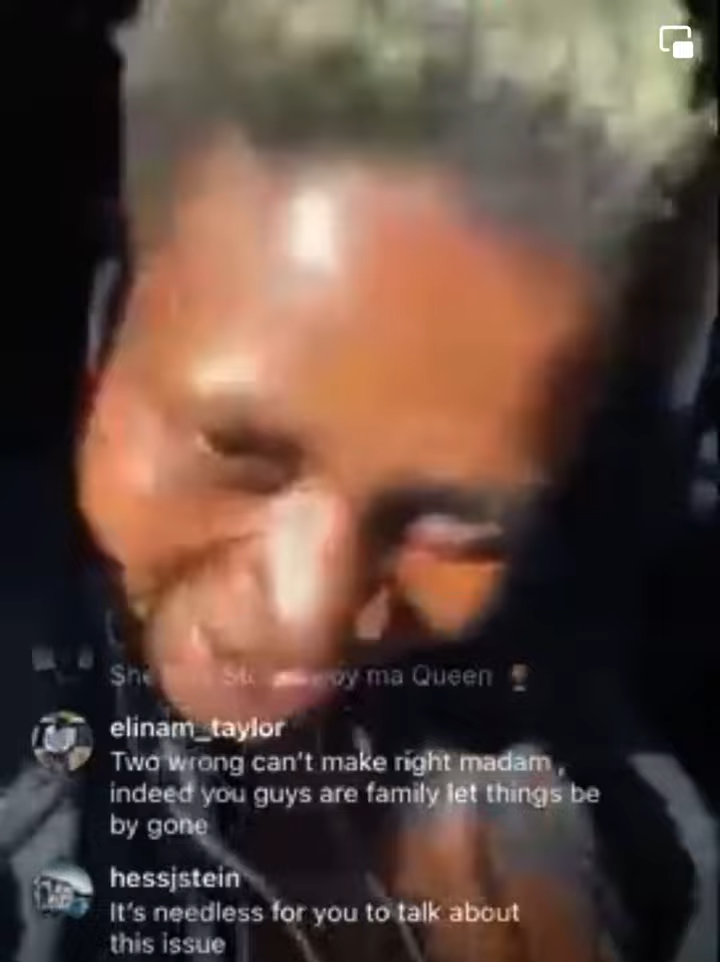 ma Queen
elinam_taylor
Two wrong can't make right madam ,
indeed you guys are family let things be
by gone
hessjstein
It's needless for you to talk about
this issue